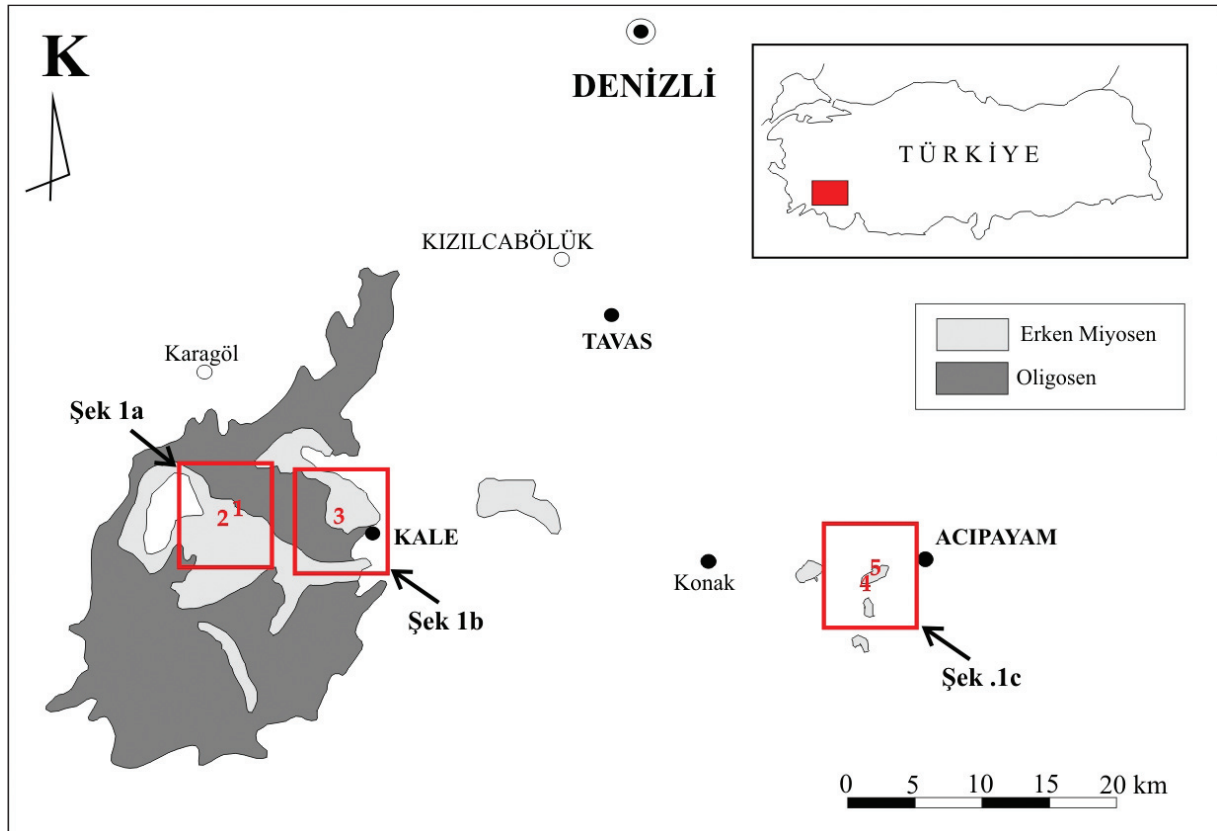 K
DENİZLİ
TÜRKİYE
KIZILCABÖLÜK
TAVAS
Erken Miyosen
Oligosen
Karagöl
Şek 1a
2 1
3
KALE
Şek 1b
Konak
ACIPAYAM
5
4
Şek .1c
0 5 10 15 20 km